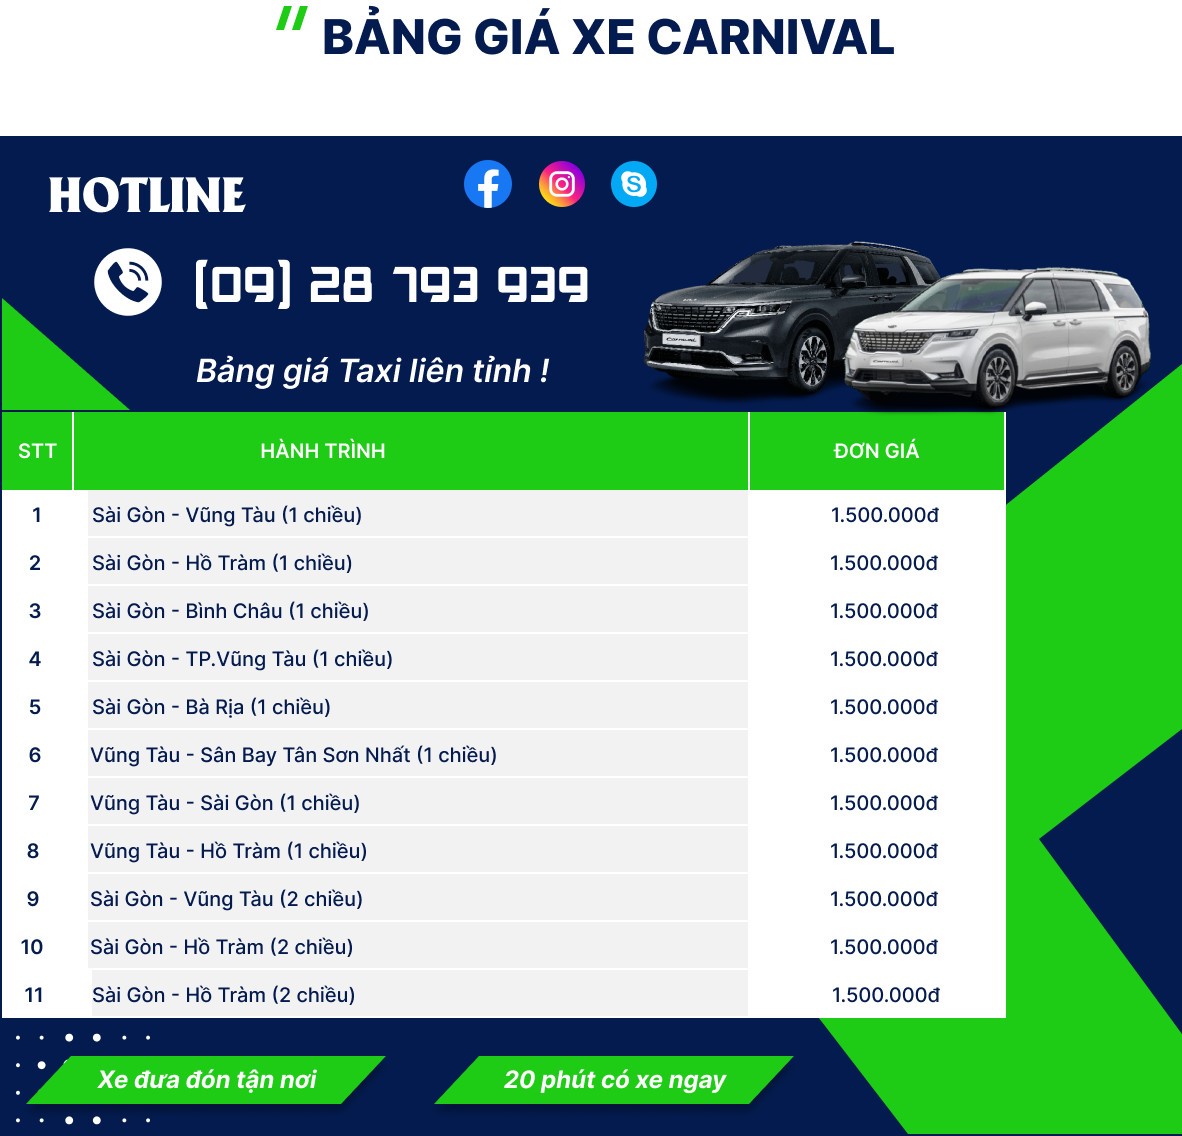 BẢNG GIÁ XE CARNIVAL
HOTLINE
(09) 28 793 939
Bảng giá Taxi liên tỉnh !
STT HÀNH TRÌNH ĐƠN GIÁ
1 Sài Gòn - Vũng Tàu (1 chiều) 1.500.000đ
2 Sài Gòn - Hồ Tràm (1 chiều) 1.500.000đ
3 Sài Gòn - Bình Châu (1 chiều) 1.500.000đ
4 Sài Gòn - TP.Vũng Tàu (1 chiều) 1.500.000đ
5 Sài Gòn - Bà Rịa (1 chiều) 1.500.000đ
6 Vũng Tàu - Sân Bay Tân Sơn Nhất (1 chiều) 1.500.000đ
7 Vũng Tàu - Sài Gòn (1 chiều) 1.500.000đ
8 Vũng Tàu - Hồ Tràm (1 chiều) 1.500.000đ
9 Sài Gòn - Vũng Tàu (2 chiều) 1.500.000đ
10 Sài Gòn - Hồ Tràm (2 chiều) 1.500.000đ
11 Sài Gòn - Hồ Tràm (2 chiều) 1.500.000đ
Xe đưa đón tận nơi
20 phút có xe ngay